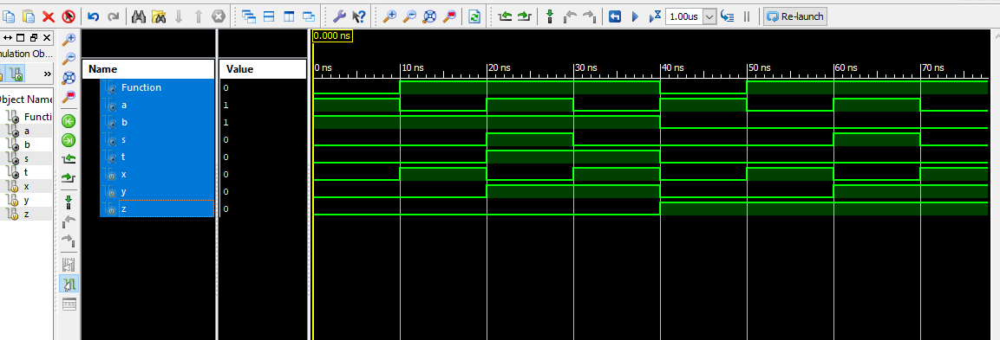 1.00us
Re-launch
nulation Ob...
»
Object Name
Functi
a
b
s
t
x
y
z
Name
Value
Function
0
a
1
b
1
s
0
t
0
x
0
y
0
z
0
0.000 ns
0 ns
10 ns
20 ns
30 ns
40 ns
50 ns
60 ns
70 ns